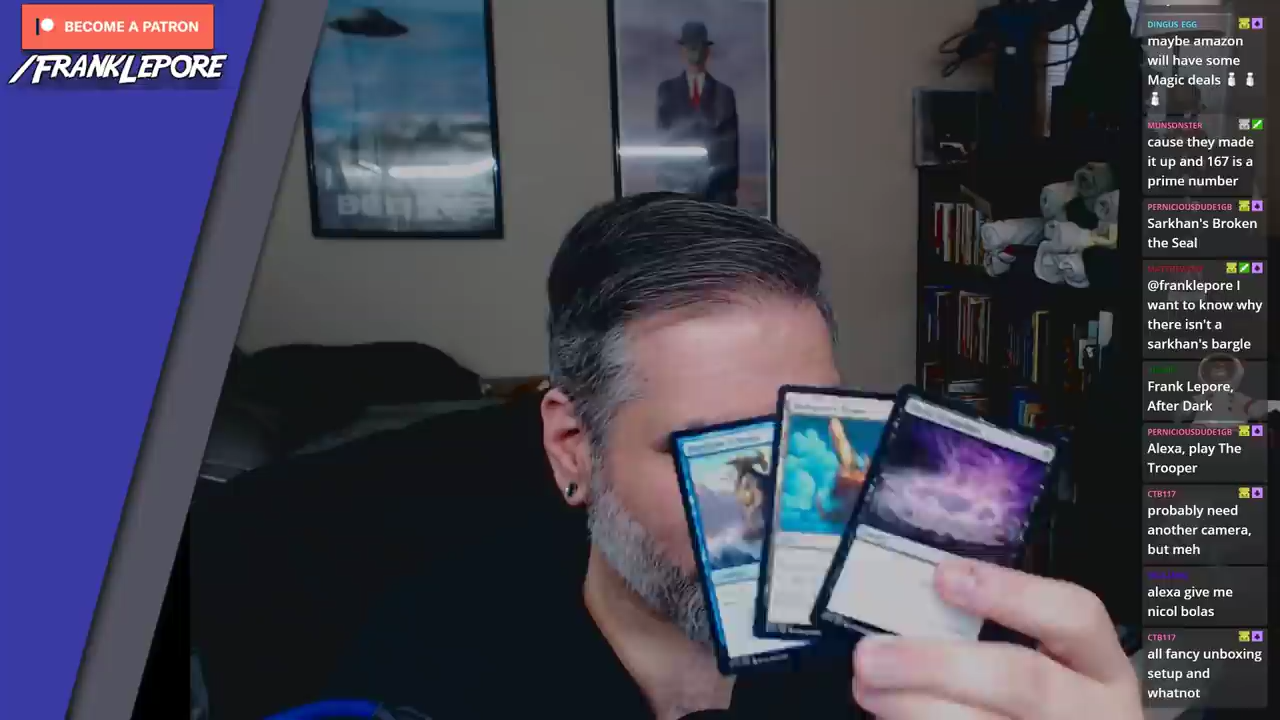 BECOME A PATRON
/FRANKLEPORE
DINGUS EGG
maybe amazon
will have some
Magic deals
MUNSONSTER
cause they made
it up and 167 is a
prime number
PERNICIOUSDUDE1GB
Sarkhan's Broken
the Seal
@franklepore I
want to know why
there isn't a
sarkhan's bargle
Frank Lepore,
After Dark
PERNICIOUSDUDE1GB
Alexa, play The
Trooper
CTB117
probably need
another camera,
but meh
alexa give me
nicol bolas
CTB117
all fancy unboxing
setup and
whatnot